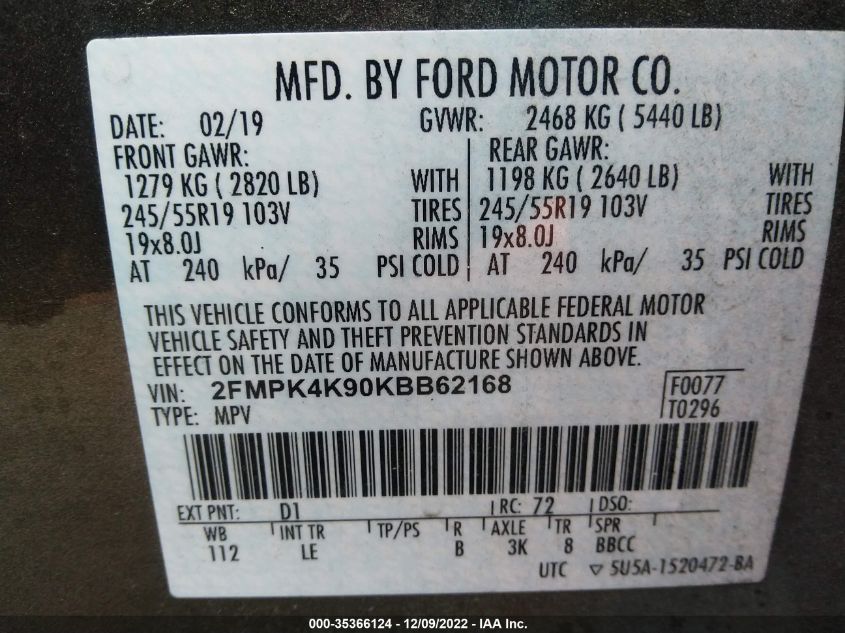 MFD. BY FORD MOTOR CO.
DATE: 02/19 GVWR: 2468 KG ( 5440 LB)
FRONT GAWR: REAR GAWR:
1279 KG ( 2820 LB) WITH 1198 KG ( 2640 LB) WITH
245/55R19 103V TIRES 245/55R19 103V TIRES
19x8.0J RIMS 19x8.0J RIMS
AT 240 kPa/ 35 PSI COLD AT 240 kPa/ 35 PSI COLD
THIS VEHICLE CONFORMS TO ALL APPLICABLE FEDERAL MOTOR
VEHICLE SAFETY AND THEFT PREVENTION STANDARDS IN
EFFECT ON THE DATE OF MANUFACTURE SHOWN ABOVE.
VIN: 2FMPK4K90KBB62168 F0077
TYPE: MPV T0296
EXT PNT: D1 RC: 72 DSO:
WB INT TR TP/PS R AXLE TR SPR
112 LE B 3K 8 BBCC
UTC ▽ 5U5A-1520472-BA
000-35366124 - 12/09/2022 - IAA Inc.